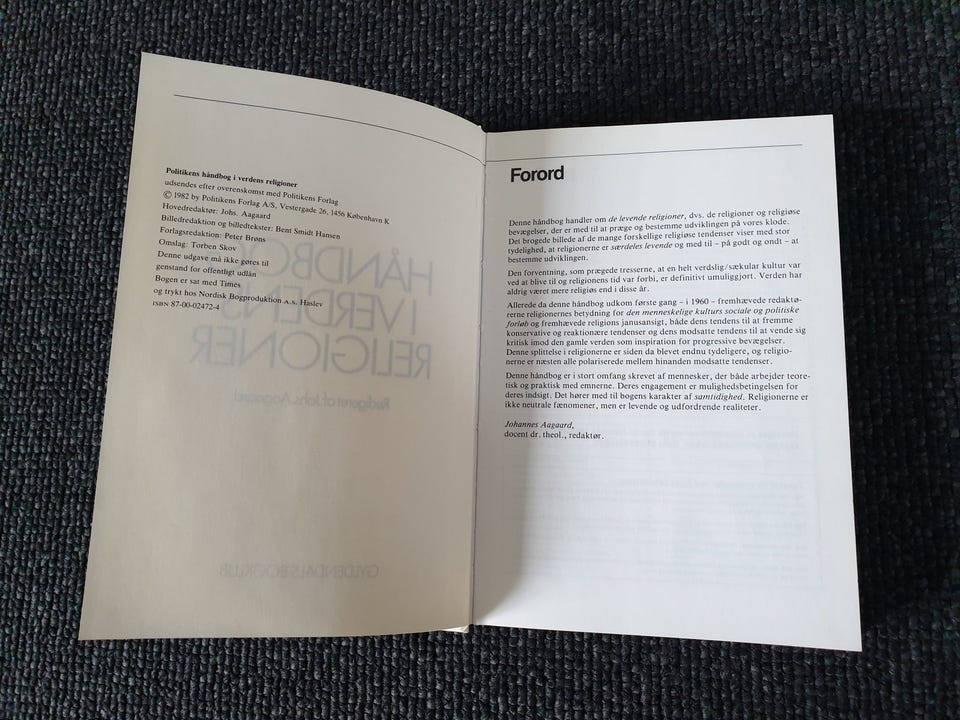 Politikens håndbog i verdens religioner
udsendes efter overenskomst med Politikens Forlag
© 1982 by Politikens Forlag A/S, Vestergade 26, 1456 København K
Hovedredaktør: Johs. Aagaard
Billedredaktion og billedtekster: Bent Smidt Hansen
Forlagsredaktion: Peter Brøns
Omslag: Torben Skov
Denne udgave må ikke gøres til
genstand for offentligt udlån
Bogen er sat med Times
og trykt hos Nordisk Bogproduktion A.S. Haslev
ISBN 87-00-02472-4
HÅNDBOG
I VERDENS
RELIGIONER
Redigeret af Johs. Aagaard
GYLDENDALS BOGKLUB
Forord
Denne håndbog handler om de levende religioner, dvs. de religioner og religiøse
bevægelser, der er med til at præge og bestemme udviklingen på vores klode.
Det brogede billede af de mange forskellige religiøse tendenser viser med stor
tydelighed, at religionerne er særdeles levende og med til – på godt og ondt – at
bestemme udviklingen.
Den forventning, som prægede tresserne, at en helt verdslig/sækular kultur var
ved at blive til og religionens tid var forbi, er definitivt umuliggjort. Verden har
aldrig været mere religiøs end i disse år.
Allerede da denne håndbog udkom første gang – i 1960 – fremhævede redaktø-
rerne religionernes betydning for den menneskelige kulturs sociale og politiske
forløb og fremhævede religions janusansigt, både dens tendens til at fremme
konservative og reaktionære tendenser og dens modsatte tendens til at vende sig
kritisk imod den gamle verden som inspiration for progressive bevægelser.
Denne splittelse i religionerne er siden da blevet endnu tydeligere, og religio-
nerne er næsten alle polariserede mellem hinanden modsatte tendenser.
Denne håndbog er i stort omfang skrevet af mennesker, der både arbejder teore-
tisk og praktisk med emnerne. Deres engagement er mulighedsbetingelsen for
deres indsigt. Det hører med til bogens karakter af samtidighed. Religionerne er
ikke neutrale fænomener, men er levende og udfordrende realiteter.
Johannes Aagaard,
docent dr. theol., redaktør.